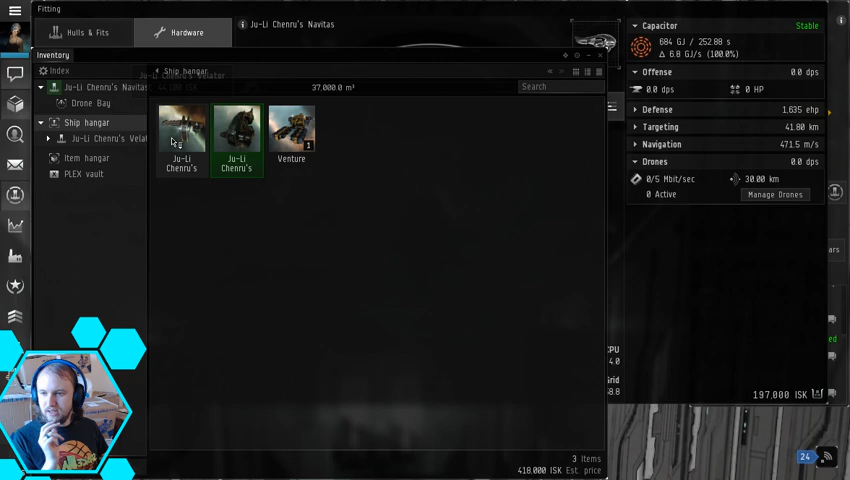 Fitting
Hulls & Fits
Hardware
Ju-Li Chenru's Navitas
Inventory
Index
Ju-Li Chenru's Navitas
Drone Bay
Ship hangar
Ju-Li Chenru's Velat
Item hangar
PLEX vault
Ship hangar
37,000.0 m³
Search
Ju-Li
Chenru's
Ju-Li
Chenru's
1
Venture
3 Items
418,000 ISK Est. price
Capacitor
Stable
684 GJ / 252.88 s
Δ 6.8 GJ/s (100.0%)
Offense
0.0 dps
0.0 dps
0 HP
Defense
1,635 ehp
Targeting
41.80 km
Navigation
471.5 m/s
Drones
0.0 dps
0/5 Mbit/sec
30.00 km
0 Active
Manage Drones
CPU
4.0
197,000 ISK
24